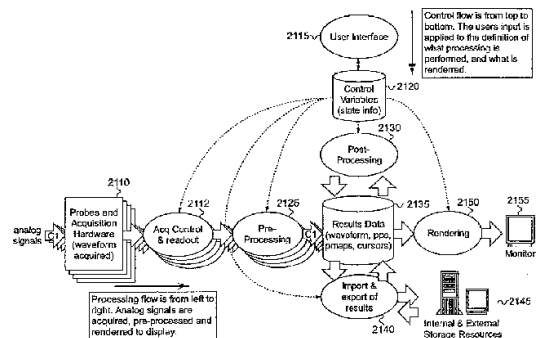 2115
User Interface
Control flow is from top to
bottom. The users input is
applied to the definition of
what processing is
performed, and what is
rendered.
2120
Control
Variables
(state info)
2130
Post-
Processing
2110
Probes and
Acquisition
Hardware
(waveform
acquired)
analog
signals
2112
Acq Control
& readout
2125
Pre-
Processing
C1
2135
Results Data
(waveform, pps,
pmaps, cursors)
2150
Rendering
2155
Monitor
Processing flow is from left to
right. Analog signals are
acquired, pre-processed and
renderred to display.
Import &
export of
results
2140
2145
Internal & External
Storage Resources